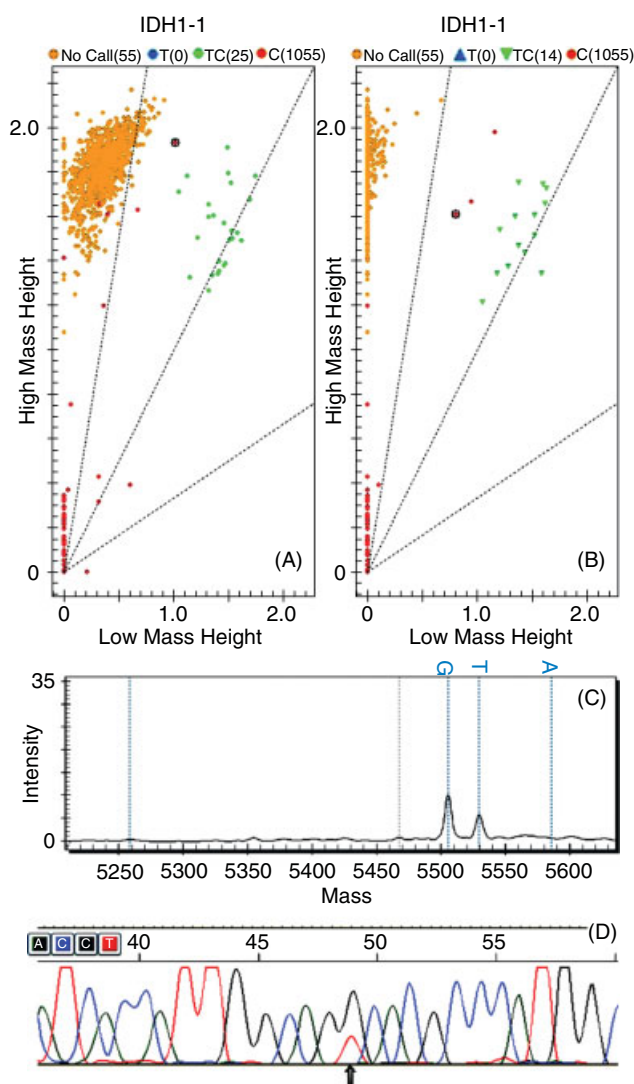 IDH1-1
No Call(55) T(0) TC(25) C(1055)
High Mass Height
2.0
0
(A)
0 1.0 2.0
Low Mass Height
IDH1-1
No Call(55) T(0) TC(14) C(1055)
High Mass Height
2.0
0
(B)
0 1.0 2.0
Low Mass Height
G T A
35
(C)
Intensity
0
5250 5300 5350 5400 5450 5500 5550 5600
Mass
(D)
A C C T 40 45 50 55